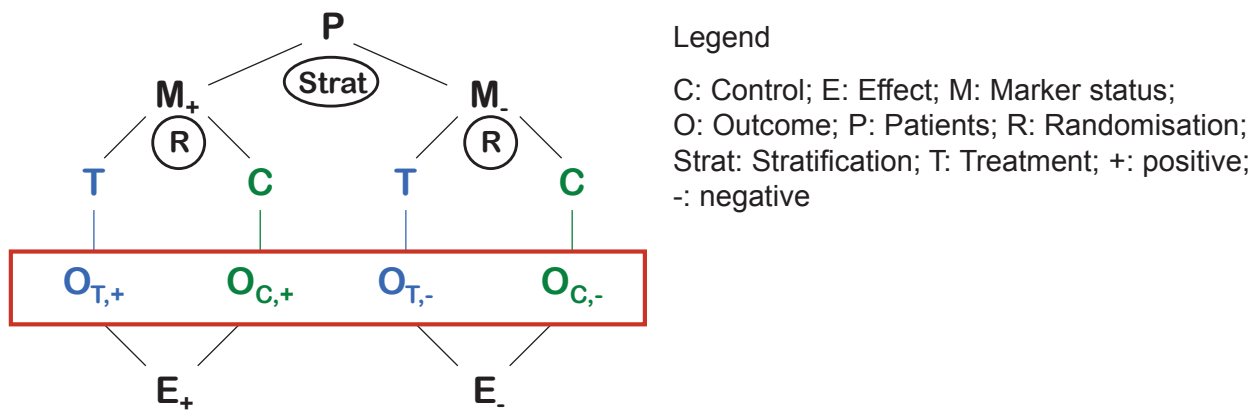 P
Strat
M+ M-
R R
T C T C
OT,+ OC,+ OT,- OC,-
E+ E-
Legend
C: Control; E: Effect; M: Marker status;
O: Outcome; P: Patients; R: Randomisation;
Strat: Stratification; T: Treatment; +: positive;
-: negative